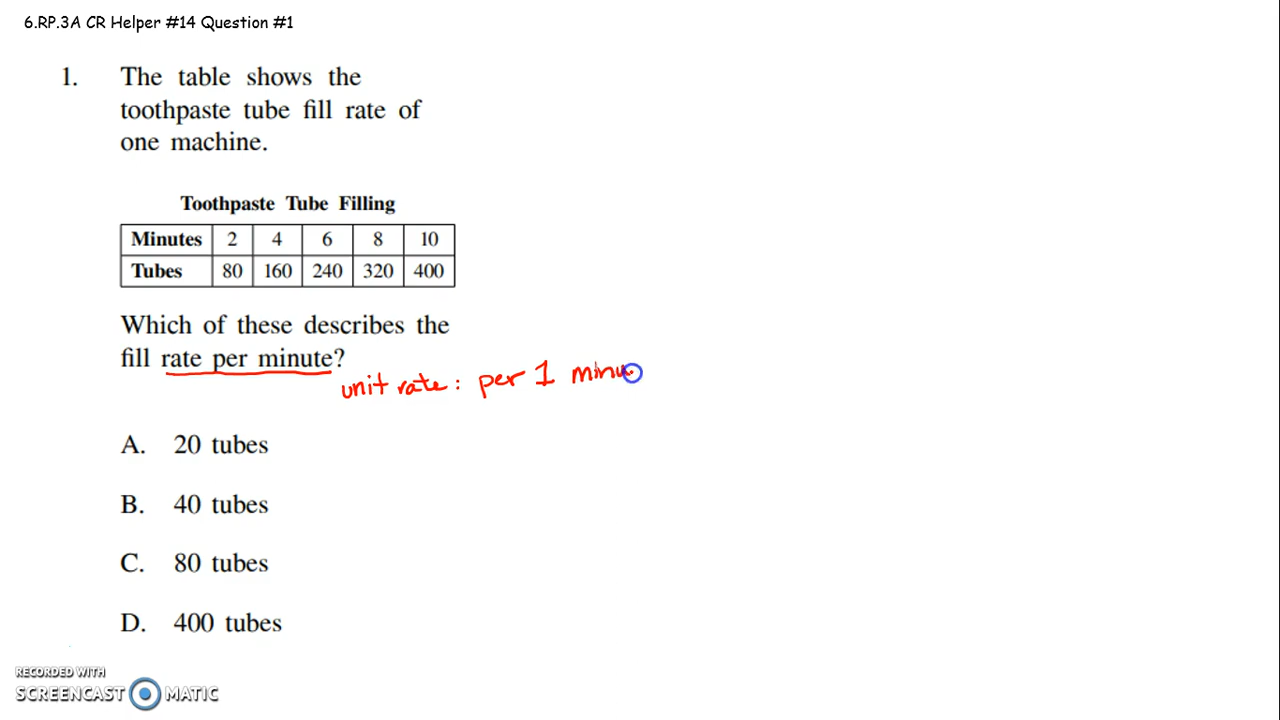 6.RP.3A CR Helper #14 Question #1
1. The table shows the
toothpaste tube fill rate of
one machine.
Toothpaste Tube Filling
Minutes 2 4 6 8 10
Tubes 80 160 240 320 400
Which of these describes the
fill rate per minute?
unit rate: per 1 minu
A. 20 tubes
B. 40 tubes
C. 80 tubes
D. 400 tubes
RECORDED WITH
SCREENCAST MATIC